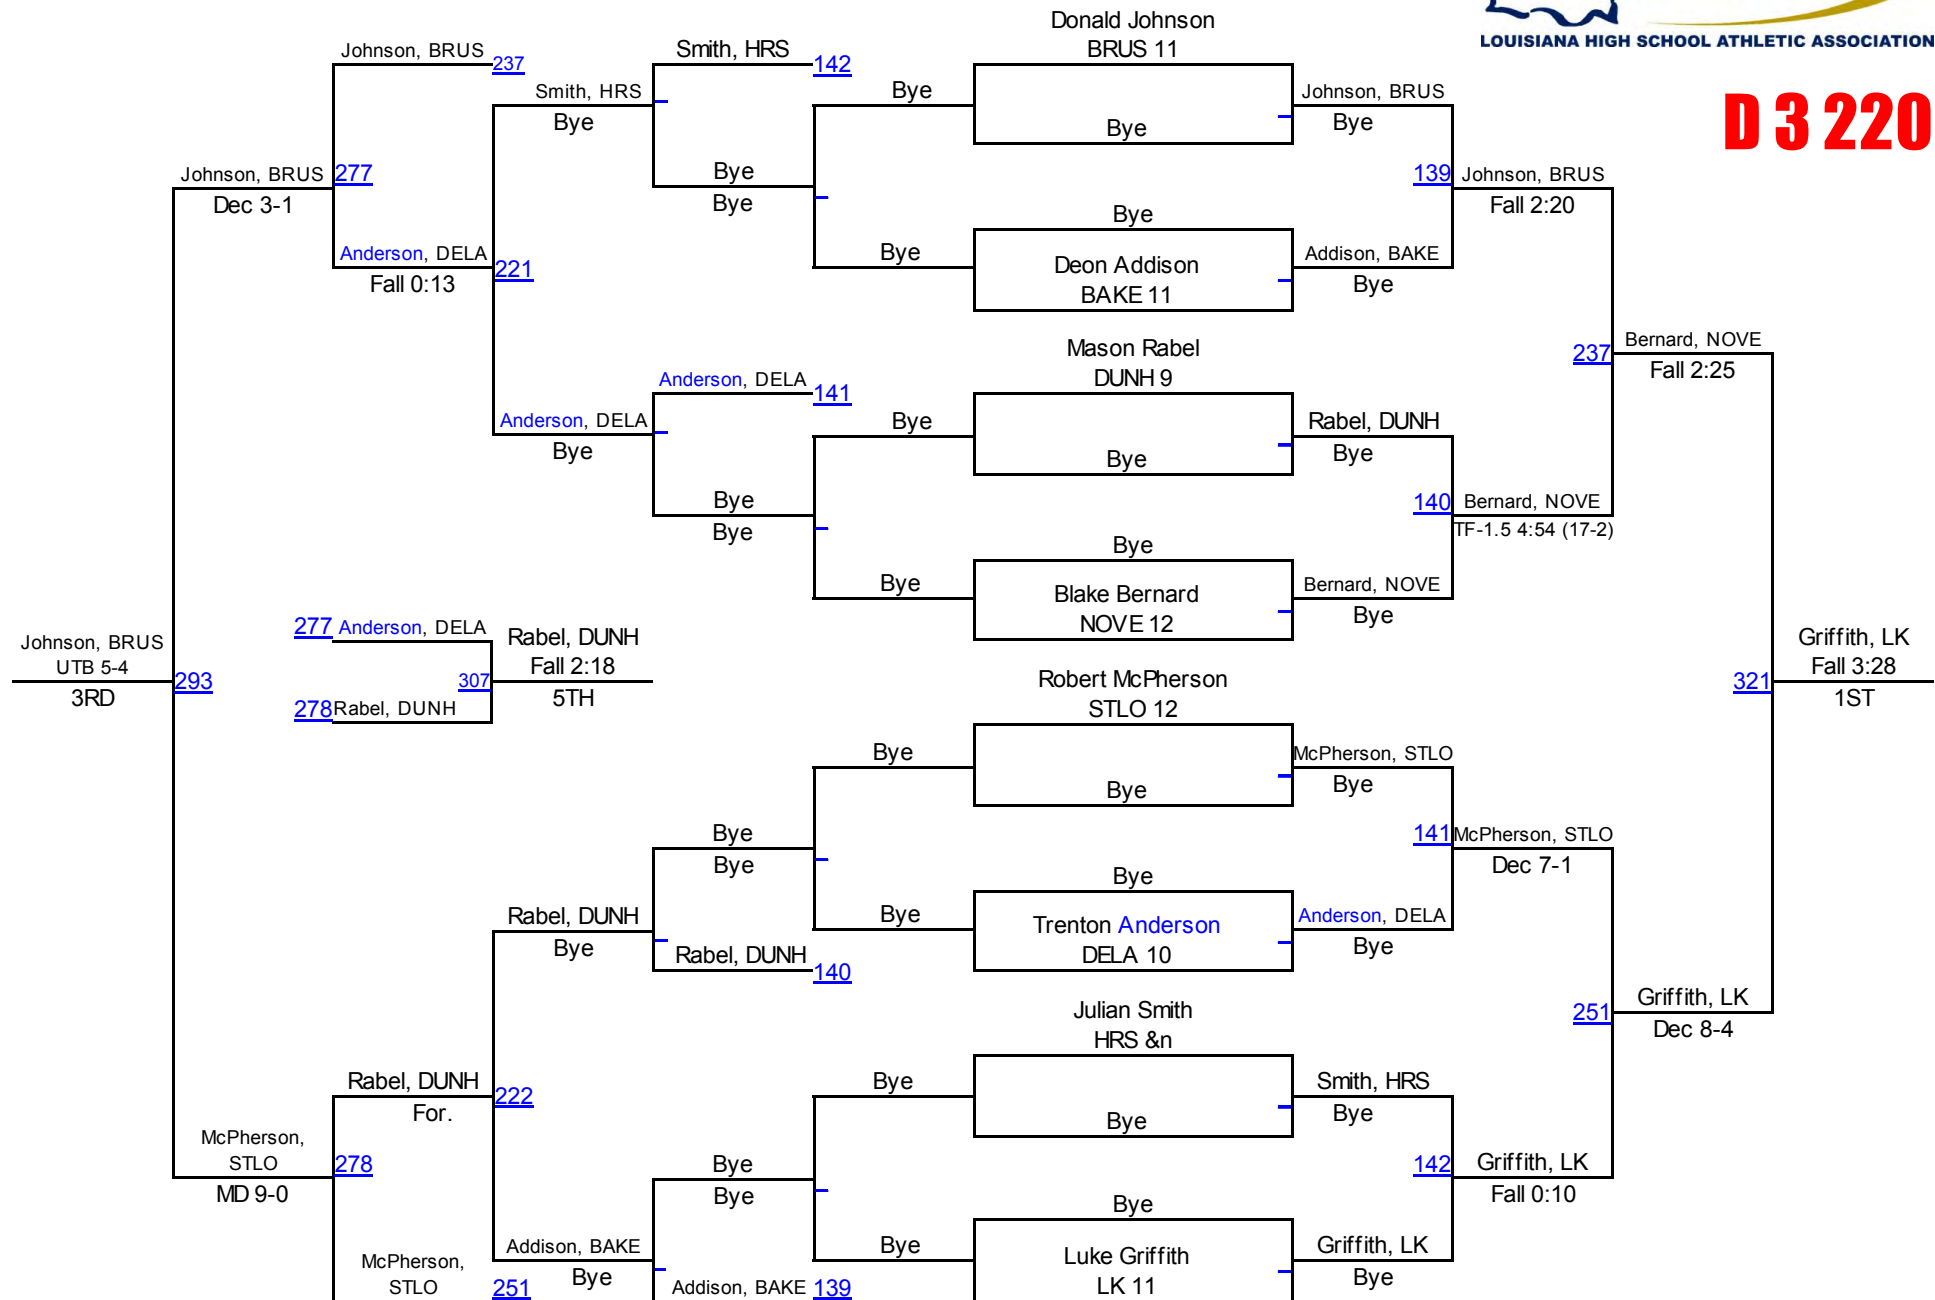 LOUISIANA HIGH SCHOOL ATHLETIC ASSOCIATION
D 3 220
Donald Johnson
BRUS 11
Johnson, BRUS
237
Smith, HRS
142
Smith, HRS
Bye
Bye
Bye
Johnson, BRUS
Bye
Johnson, BRUS
277
Dec 3-1
Bye
Bye
139
Johnson, BRUS
Fall 2:20
Bye
Anderson, DELA
221
Fall 0:13
Bye
Deon Addison
BAKE 11
Addison, BAKE
Bye
Mason Rabel
DUNH 9
237
Bernard, NOVE
Fall 2:25
Anderson, DELA
141
Anderson, DELA
Bye
Bye
Bye
Rabel, DUNH
Bye
Bye
Bye
140
Bernard, NOVE
TF-1.5 4:54 (17-2)
Bye
Bye
Blake Bernard
NOVE 12
Bernard, NOVE
Bye
Johnson, BRUS
UTB 5-4
293
3RD
277
Anderson, DELA
307
278
Rabel, DUNH
Rabel, DUNH
Fall 2:18
5TH
Griffith, LK
Fall 3:28
321
1ST
Robert McPherson
STLO 12
Bye
Bye
McPherson, STLO
Bye
Bye
Bye
141
McPherson, STLO
Dec 7-1
Bye
Rabel, DUNH
Bye
Bye
Trenton Anderson
DELA 10
Anderson, DELA
Bye
Rabel, DUNH
140
Julian Smith
HRS &n
251
Griffith, LK
Dec 8-4
Rabel, DUNH
222
For.
Bye
Bye
Smith, HRS
Bye
McPherson,
STLO
278
MD 9-0
Bye
Bye
142
Griffith, LK
Fall 0:10
Bye
Addison, BAKE
Bye
Bye
Luke Griffith
LK 11
Griffith, LK
Bye
McPherson,
STLO
251
Addison, BAKE
139